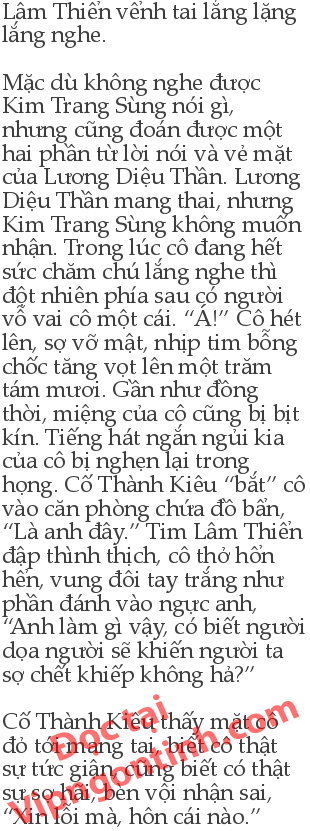 Lâm Thiển vểnh tai lẳng lặng
lắng nghe.
Mặc dù không nghe được
Kim Trang Sùng nói gì,
nhưng cũng đoán được một
hai phần từ lời nói và vẻ mặt
của Lương Diệu Thần. Lương
Diệu Thần mang thai, nhưng
Kim Trang Sùng không muốn
nhận. Trong lúc cô đang hết
sức chăm chú lắng nghe thì
đột nhiên phía sau có người
vỗ vai cô một cái. “Á!” Cô hét
lên, sợ vỡ mật, nhịp tim bỗng
chốc tăng vọt lên một trăm
tám mươi. Gần như đồng
thời, miệng của cô cũng bị bịt
kín. Tiếng hát ngắn ngủi kia
của cô bị nghẹn lại trong
họng. Cố Thành Kiêu “bắt” cô
vào căn phòng chứa đồ bẩn,
“Là anh đây.” Tim Lâm Thiển
đập thình thịch, cô thở hổn
hển, vung đôi tay trắng như
phấn đánh vào ngực anh,
“Anh làm gì vậy, có biết người
dọa người sẽ khiến người ta
sợ chết khiếp không hả?”
Cố Thành Kiêu thấy mặt cô
đỏ tới mang tai, biết cô thật
sự tức giận, cũng biết có thật
sự sợ hãi, bèn vội nhận sai,
“Xin lỗi mà, hôn cái nào.”
Đọc tại
Vipngontinh.com